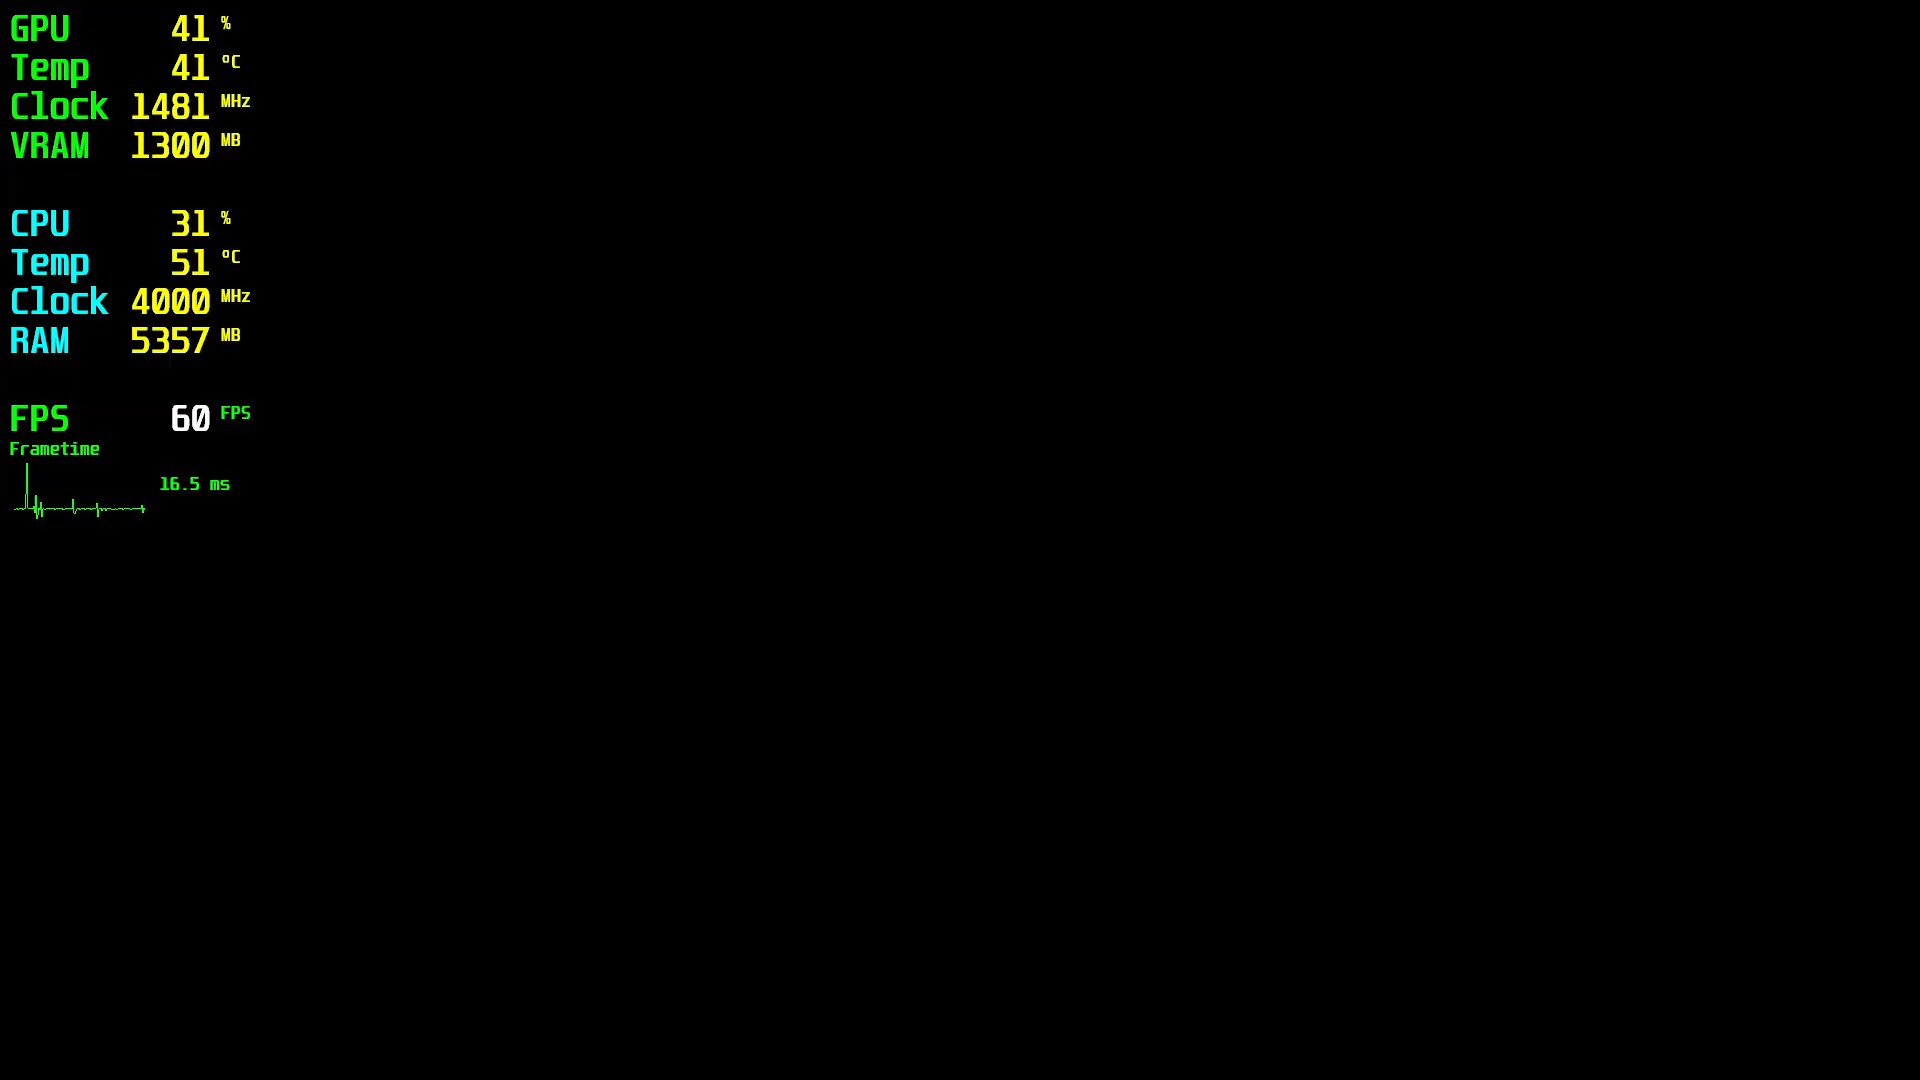 GPU 41 %
Temp 41 °C
Clock 1481 MHz
VRAM 1300 MB
CPU 31 %
Temp 51 °C
Clock 4000 MHz
RAM 5357 MB
FPS 60 FPS
Frametime
16.5 ms